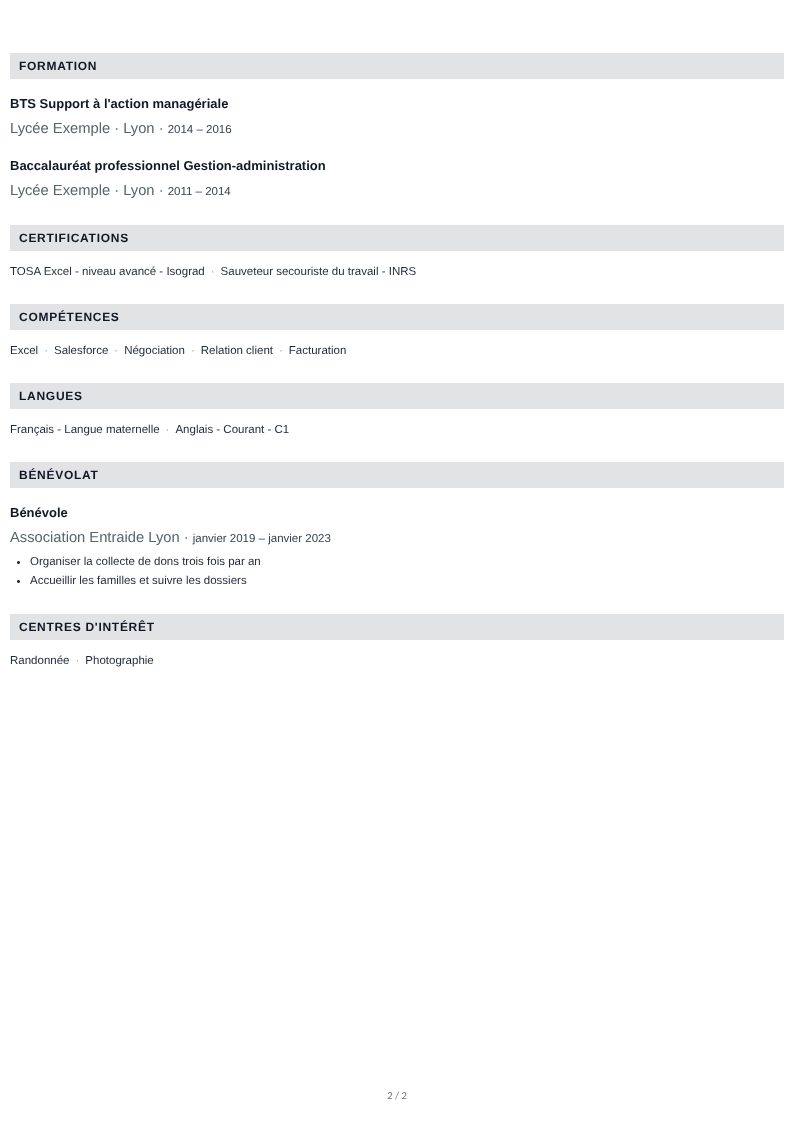 FORMATION
BTS Support à l'action managériale
Lycée Exemple · Lyon · 2014 – 2016
Baccalauréat professionnel Gestion-administration
Lycée Exemple · Lyon · 2011 – 2014
CERTIFICATIONS
TOSA Excel - niveau avancé - Isograd · Sauveteur secouriste du travail - INRS
COMPÉTENCES
Excel · Salesforce · Négociation · Relation client · Facturation
LANGUES
Français - Langue maternelle · Anglais - Courant - C1
BÉNÉVOLAT
Bénévole
Association Entraide Lyon · janvier 2019 – janvier 2023
• Organiser la collecte de dons trois fois par an
• Accueillir les familles et suivre les dossiers
CENTRES D'INTÉRÊT
Randonnée · Photographie
2 / 2